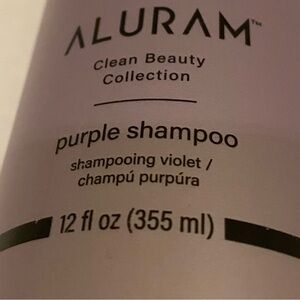 ALURAM™
Clean Beauty
Collection
purple shampoo
shampooing violet /
champú purpúra
12 fl oz (355 ml)